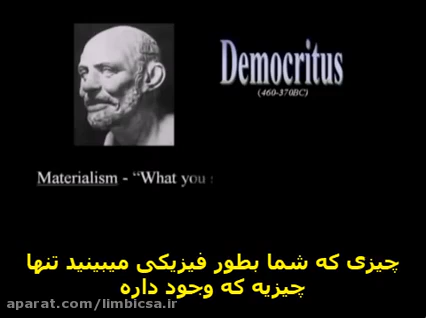 Democritus
(460-370BC)
Materialism - “What you
چیزی که شما بطور فیزیکی میبینید تنها
چیزیه که وجود داره
aparat.com/limbicsa.ir